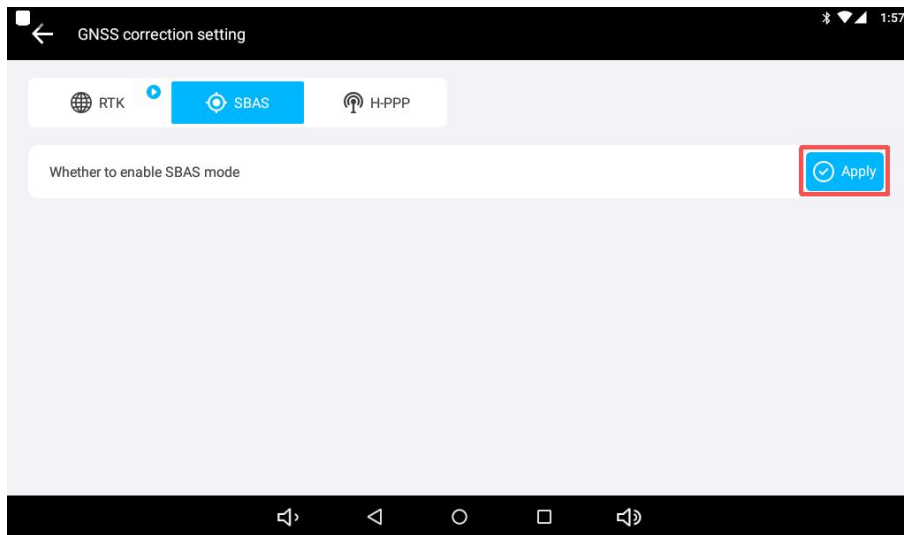 1:57
GNSS correction setting
RTK
SBAS
H-PPP
Whether to enable SBAS mode
Apply